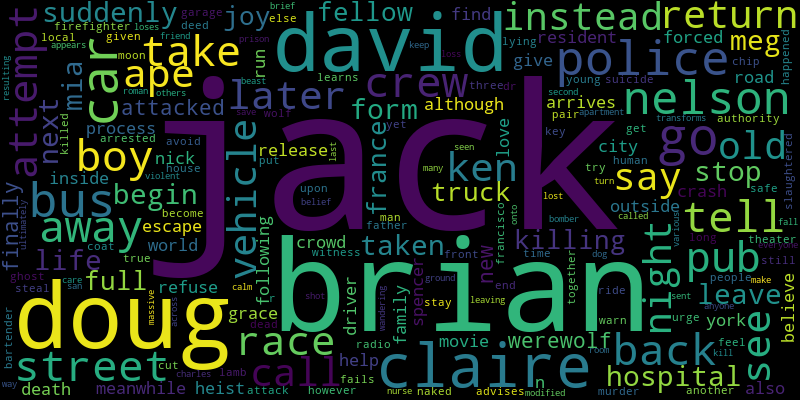 suddenly
firefighter
loses
deed
garage
brief
else
joy
fellow
find
instead
return
prison
keep
friend
david
local
given
moon
appears
beast
attempt
car
take
ape
run
learns
lying
give
police
resident
forced
meg
chip
happened
crew
three
dr
young
suicide
road
resulting
roman
others
mia
next
attacked
later
form
although
arrives
nelson
second
transforms
authority
killed
process
wolf
save
yet
pair
key
city
get
apartment
slaughtered
arrested
avoid
release
france
seen
love
go
old
boy
nick
house
put
last
ken
try
human
crash
safe
inside
vehicle
upon
many
truck
say
stop
violent
bus
begin
jack
belief
man
lost
turn
outside
tell
become
father
called
bomber
finally
away
escape
world
crowd
taken
francisco
onto
killing
night
various
long
theater
fall
ultimately
coat
following
witness
front
new
time
dog
pub
everyone
still
life
true
brian
together
people
make
ghost
full
refuse
calm
driver
spencer
ground
end
ride
sent
leave
believe
steal
care
massive
across
grace
r
shot
wandering
family
stay
leaving
warn
urge
york
anyone
see
san
doug
race
dead
radio
movie
werewolf
feel
bartender
street
cut
call
help
claire
n
room
back
kill
hospital
way
death
meanwhile
heist
attack
however
fails
nurse
naked
advises
modified
murder
another
also
charles
lamb
loss